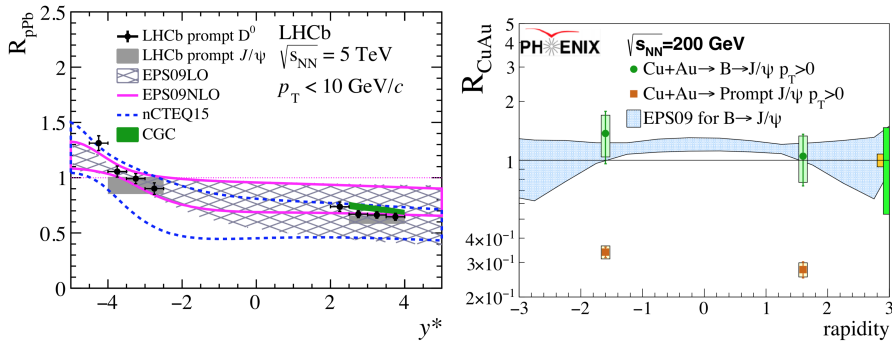 R_pPb
2.5
2
1.5
1
0.5
0
LHCb prompt D⁰
LHCb prompt J/ψ
EPS09LO
EPS09NLO
nCTEQ15
CGC
LHCb
√s_NN = 5 TeV
p_T < 10 GeV/c
−4 −2 0 2 4
y*
R_CuAu
5
4
3
2
1
4×10⁻¹
3×10⁻¹
2×10⁻¹
PHENIX
√s_NN=200 GeV
Cu+Au→ B→J/ψ p_T>0
Cu+Au→ Prompt J/ψ p_T>0
EPS09 for B→ J/ψ
−3 −2 −1 0 1 2 3
rapidity